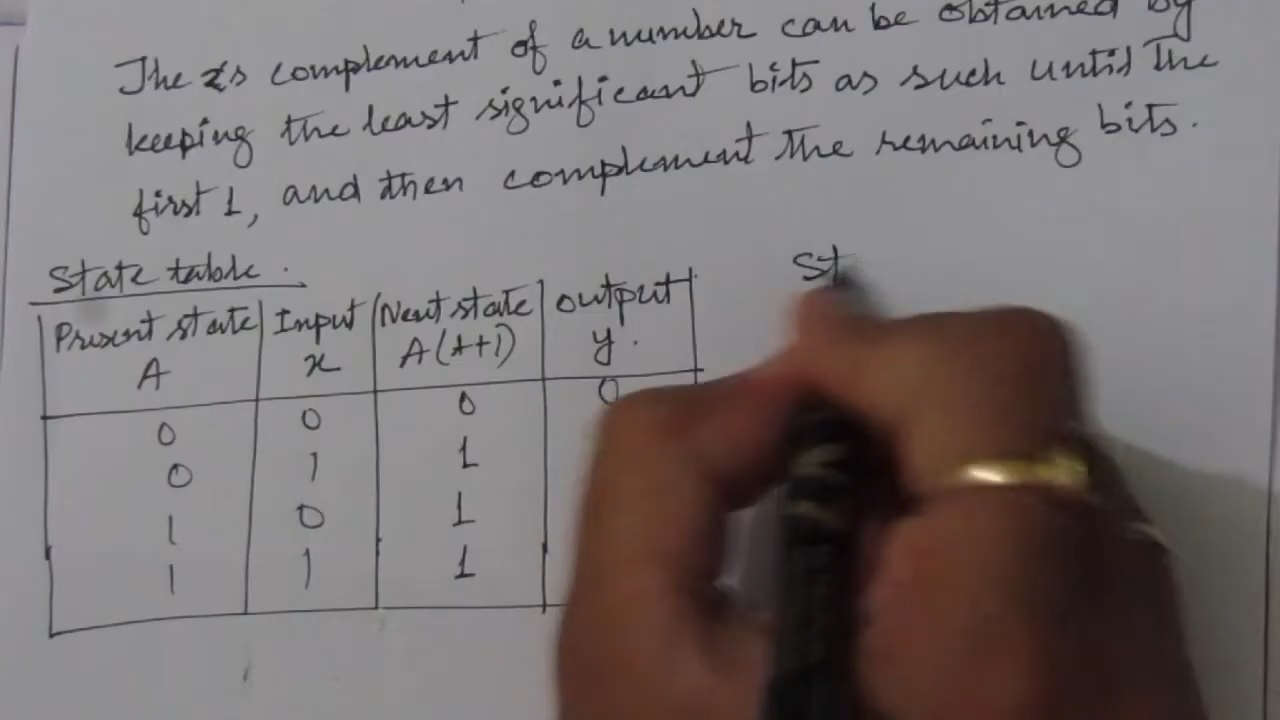 The 2's complement of a number can be obtained by
keeping the least significant bits as such until the
first 1, and then complement the remaining bits.
State table.
Present state Input Next state output
A x A(t+1) y.
0 0 0 0
0 1 1
1 0 1
1 1 1
St